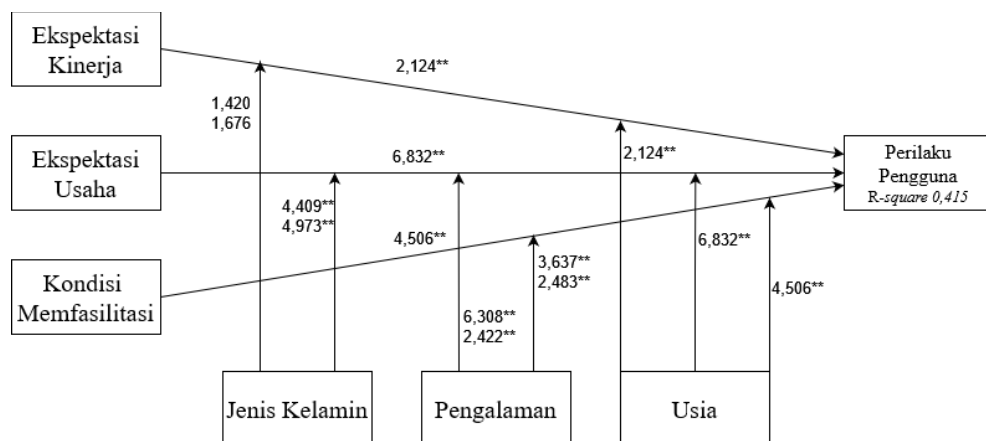 Ekspektasi
Kinerja
2,124**
1,420
1,676
2,124**
Ekspektasi
Usaha
6,832**
Perilaku
Pengguna
R-square 0,415
4,409**
4,973**
4,506**
6,832**
Kondisi
Memfasilitasi
3,637**
2,483**
4,506**
6,308**
2,422**
Jenis Kelamin
Pengalaman
Usia